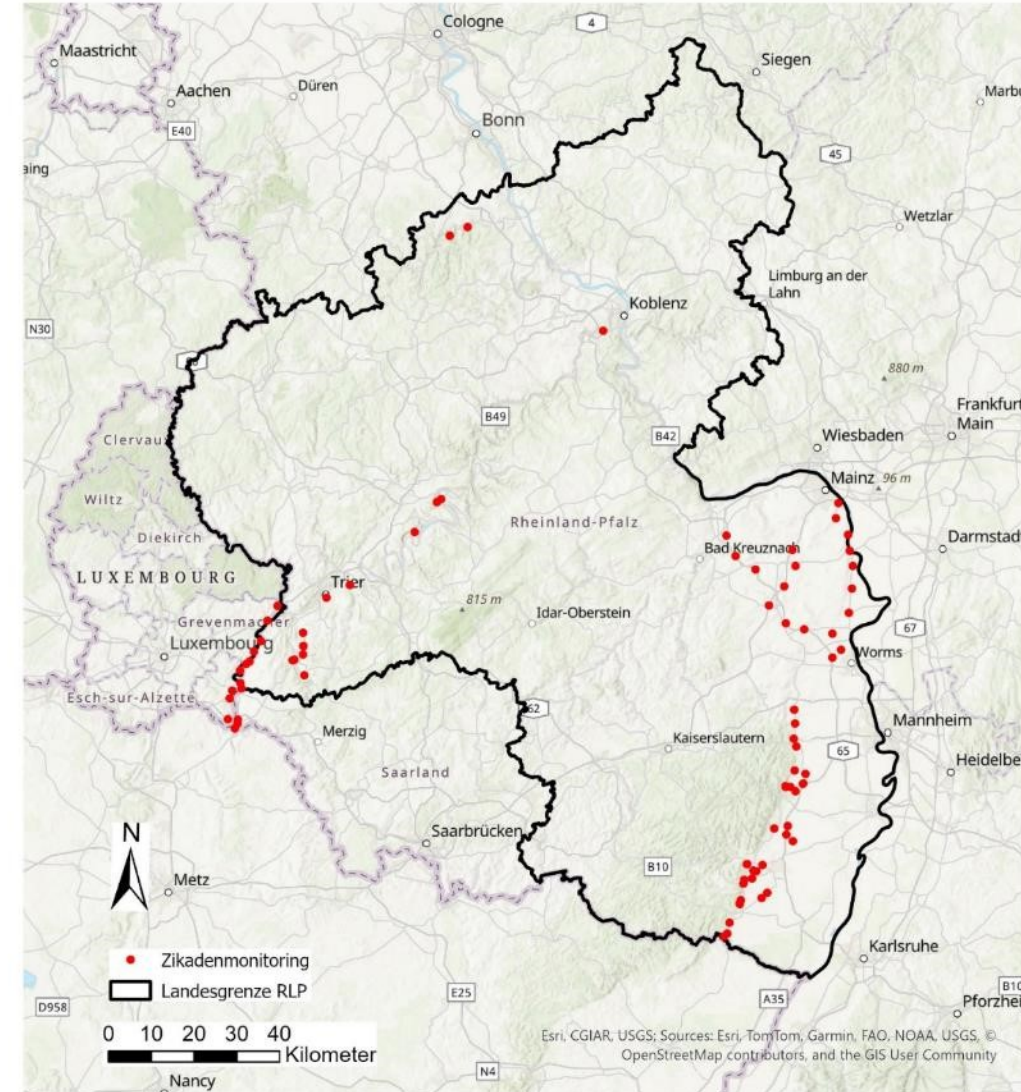 Cologne
4
Maastricht
Siegen
Aachen
Düren
Marbu
Bonn
E40
45
Wetzlar
Limburg an der
Lahn
Koblenz
N30
880 m
B49
Frankfurt
Main
B42
Clervau
Wiesbaden
Mainz
96 m
Wiltz
Rheinland-Pfalz
Diekirch
Bad Kreuznach
Darmstad
LUXEMBOURG
Trier
815 m
Idar-Oberstein
Grevenmacher
67
Luxembourg
Worms
Esch-sur-Alzette
62
Mannheim
Merzig
Kaiserslautern
65
Saarland
Heidelbe
N
Saarbrücken
B10
Metz
Karlsruhe
Zikadenmonitoring
Landesgrenze RLP
E25
A35
B10
D958
Pforzhei
0 10 20 30 40
Kilometer
Esri, CGIAR, USGS; Sources: Esri, TomTom, Garmin, FAO, NOAA, USGS, ©
OpenStreetMap contributors, and the GIS User Community
N4
Nancy